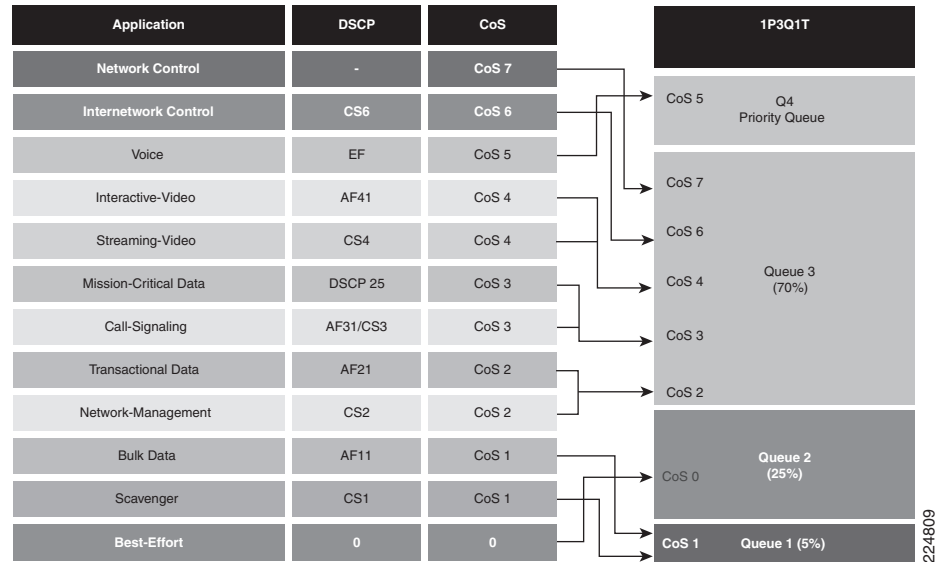 Application DSCP CoS 1P3Q1T
Network Control - CoS 7
Internetwork Control CS6 CoS 6
Voice EF CoS 5
Interactive-Video AF41 CoS 4
Streaming-Video CS4 CoS 4
Mission-Critical Data DSCP 25 CoS 3
Call-Signaling AF31/CS3 CoS 3
Transactional Data AF21 CoS 2
Network-Management CS2 CoS 2
Bulk Data AF11 CoS 1
Scavenger CS1 CoS 1
Best-Effort 0 0
CoS 5 Q4
Priority Queue
CoS 7
CoS 6
CoS 4 Queue 3
(70%)
CoS 3
CoS 2
Queue 2
CoS 0 (25%)
CoS 1 Queue 1 (5%)
224809